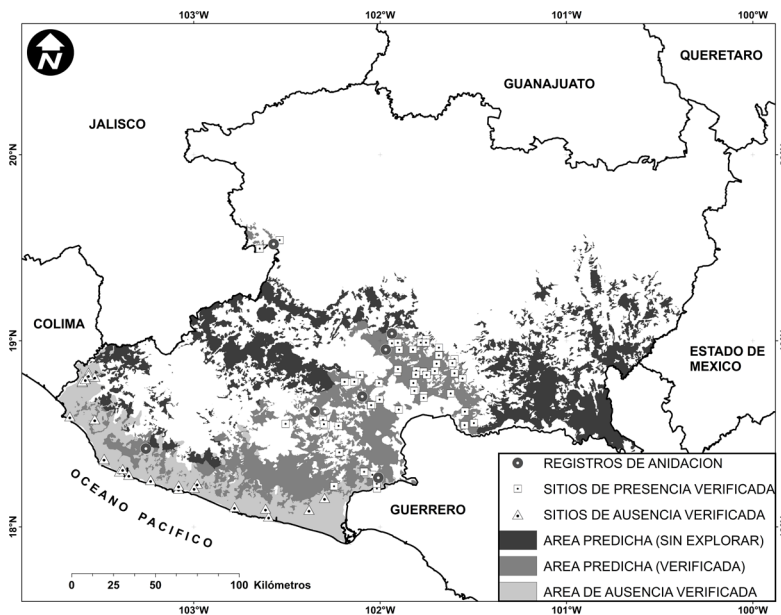 103°W 102°W 101°W 100°W
N
QUERETARO
GUANAJUATO
JALISCO
20°N
COLIMA
19°N
ESTADO DE
MEXICO
OCEANO PACIFICO
GUERRERO
18°N
REGISTROS DE ANIDACION
SITIOS DE PRESENCIA VERIFICADA
SITIOS DE AUSENCIA VERIFICADA
AREA PREDICHA (SIN EXPLORAR)
AREA PREDICHA (VERIFICADA)
AREA DE AUSENCIA VERIFICADA
0 25 50 100 Kilómetros
103°W 102°W 101°W 100°W